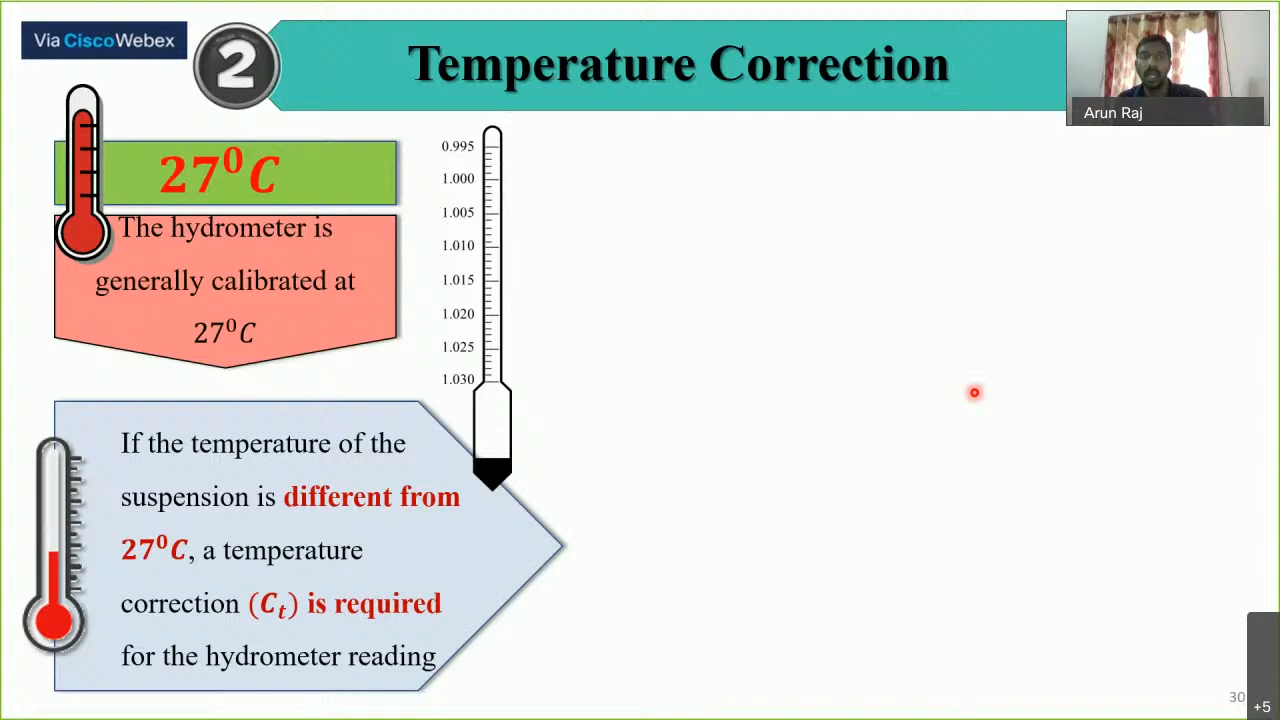 Via CiscoWebex
2
Temperature Correction
Arun Raj
27⁰C
The hydrometer is
generally calibrated at
27⁰C
0.995
1.000
1.005
1.010
1.015
1.020
1.025
1.030
If the temperature of the
suspension is different from
27⁰C, a temperature
correction (Cₜ) is required
for the hydrometer reading
30
+5